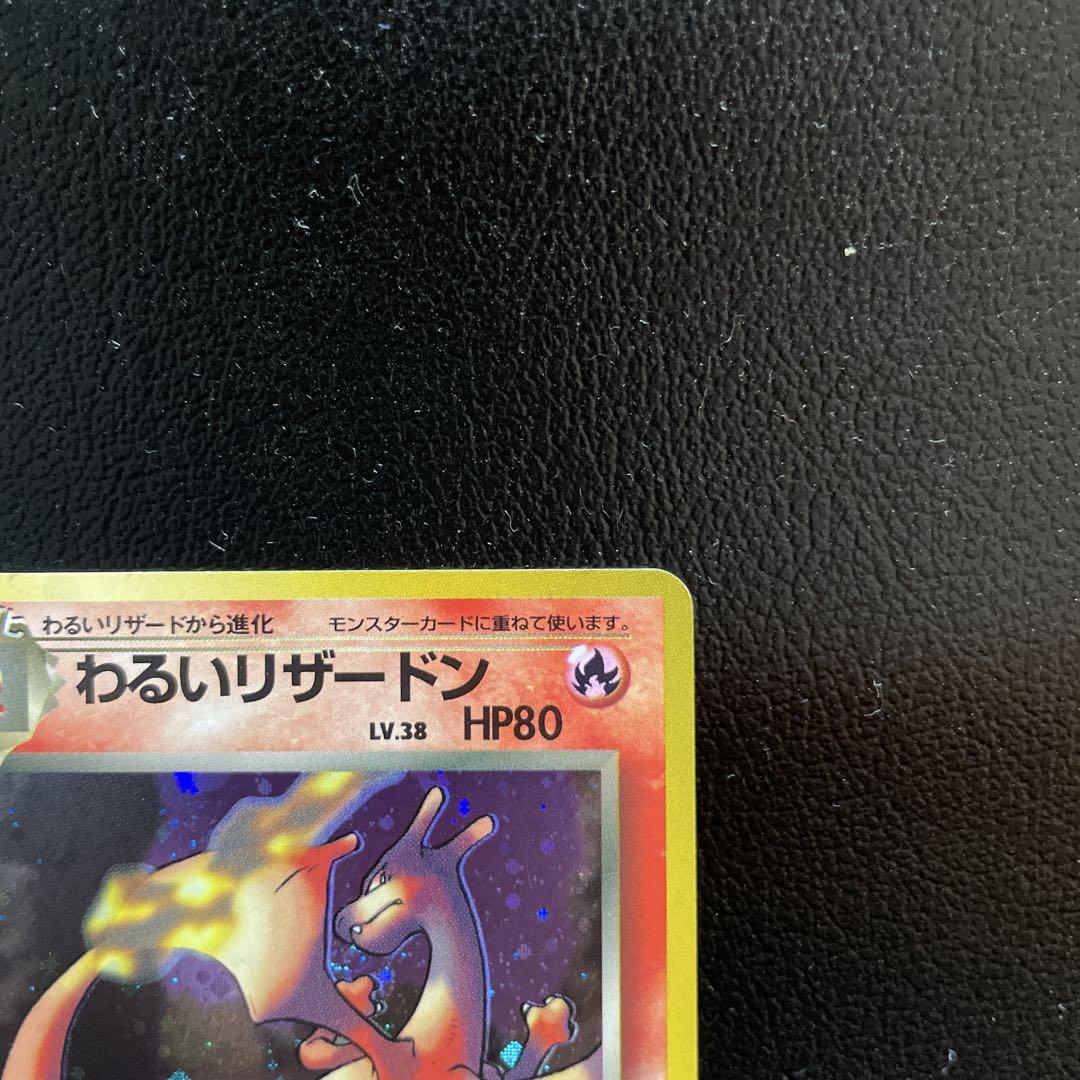 わるいリザードから進化 モンスターカードに重ねて使います。
わるいリザードン
LV.38 HP80